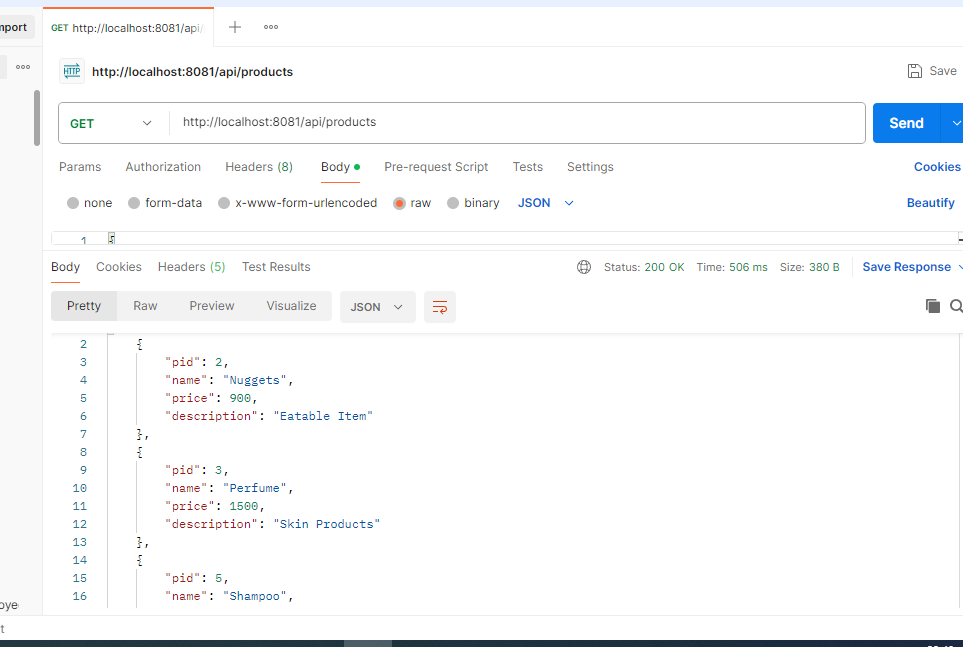 mport
GET http://localhost:8081/api/
HTTP http://localhost:8081/api/products
Save
GET http://localhost:8081/api/products
Send
Params Authorization Headers (8) Body Pre-request Script Tests Settings Cookies
none form-data x-www-form-urlencoded raw binary JSON Beautify
1 {
Body Cookies Headers (5) Test Results Status: 200 OK Time: 506 ms Size: 380 B Save Response
Pretty Raw Preview Visualize JSON
2 {
3 "pid": 2,
4 "name": "Nuggets",
5 "price": 900,
6 "description": "Eatable Item"
7 },
8 {
9 "pid": 3,
10 "name": "Perfume",
11 "price": 1500,
12 "description": "Skin Products"
13 },
14 {
15 "pid": 5,
16 "name": "Shampoo",
oye
t